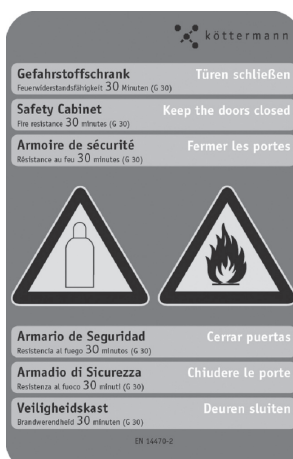 köttermann
Gefahrstoffschrank Türen schließen
Feuerwiderstandsfähigkeit 30 Minuten (G 30)
Safety Cabinet Keep the doors closed
Fire resistance 30 minutes (G 30)
Armoire de sécurité Fermer les portes
Résistance au feu 30 minutes (G 30)
Armario de Seguridad Cerrar puertas
Resistencia al fuego 30 minutos (G 30)
Armadio di Sicurezza Chiudere le porte
Resistenza al fuoco 30 minuti (G 30)
Veiligheidskast Deuren sluiten
Brandwerendheid 30 minuten (G 30)
EN 14470-2